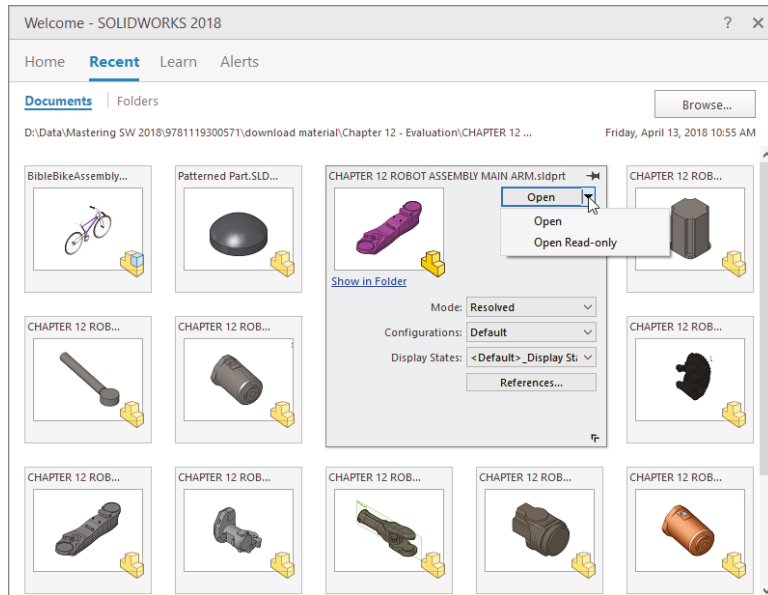 Welcome - SOLIDWORKS 2018
Home Recent Learn Alerts
Documents Folders
Browse...
D:\Data\Mastering SW 2018\9781119300571\download material\Chapter 12 - Evaluation\CHAPTER 12 ... Friday, April 13, 2018 10:55 AM
BibleBikeAssembly... Patterned Part.SLD... CHAPTER 12 ROBOT ASSEMBLY MAIN ARM.sldprt CHAPTER 12 ROB...
Open
Open
Open Read-only
Show in Folder
Mode: Resolved
CHAPTER 12 ROB... CHAPTER 12 ROB... CHAPTER 12 ROB...
Configurations: Default
Display States: <Default>_Display Sta
References...
CHAPTER 12 ROB... CHAPTER 12 ROB... CHAPTER 12 ROB... CHAPTER 12 ROB... CHAPTER 12 ROB...